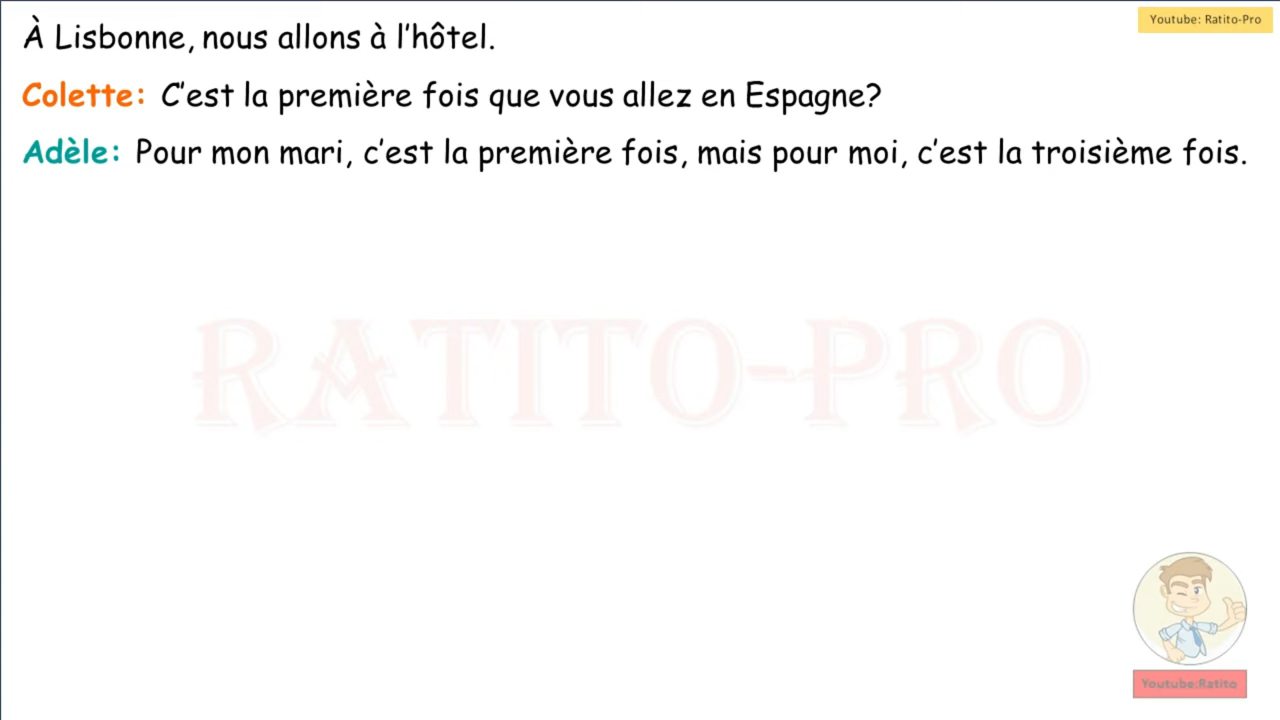 Youtube: Ratito-Pro
À Lisbonne, nous allons à l'hôtel.
Colette: C'est la première fois que vous allez en Espagne?
Adèle: Pour mon mari, c'est la première fois, mais pour moi, c'est la troisième fois.
RATITO-PRO
Youtube:Ratito